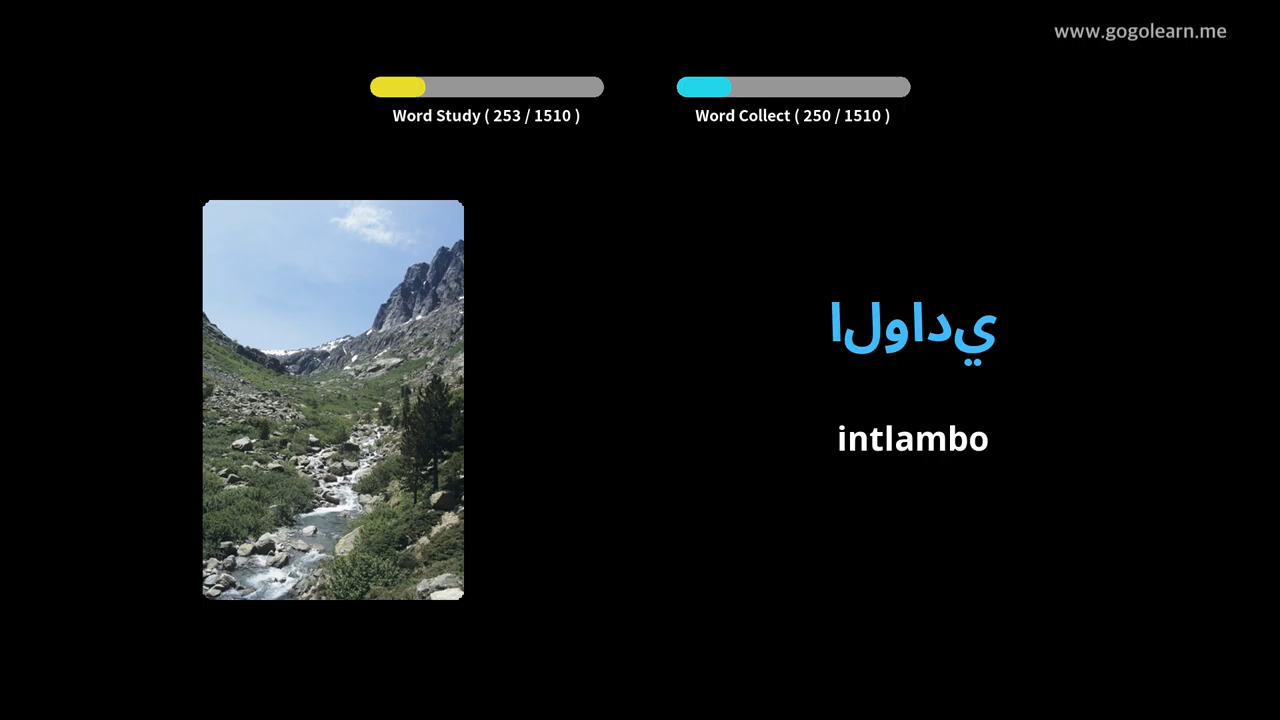 www.gogolearn.me
Word Study ( 253 / 1510 )
Word Collect ( 250 / 1510 )
الوادي
intlambo